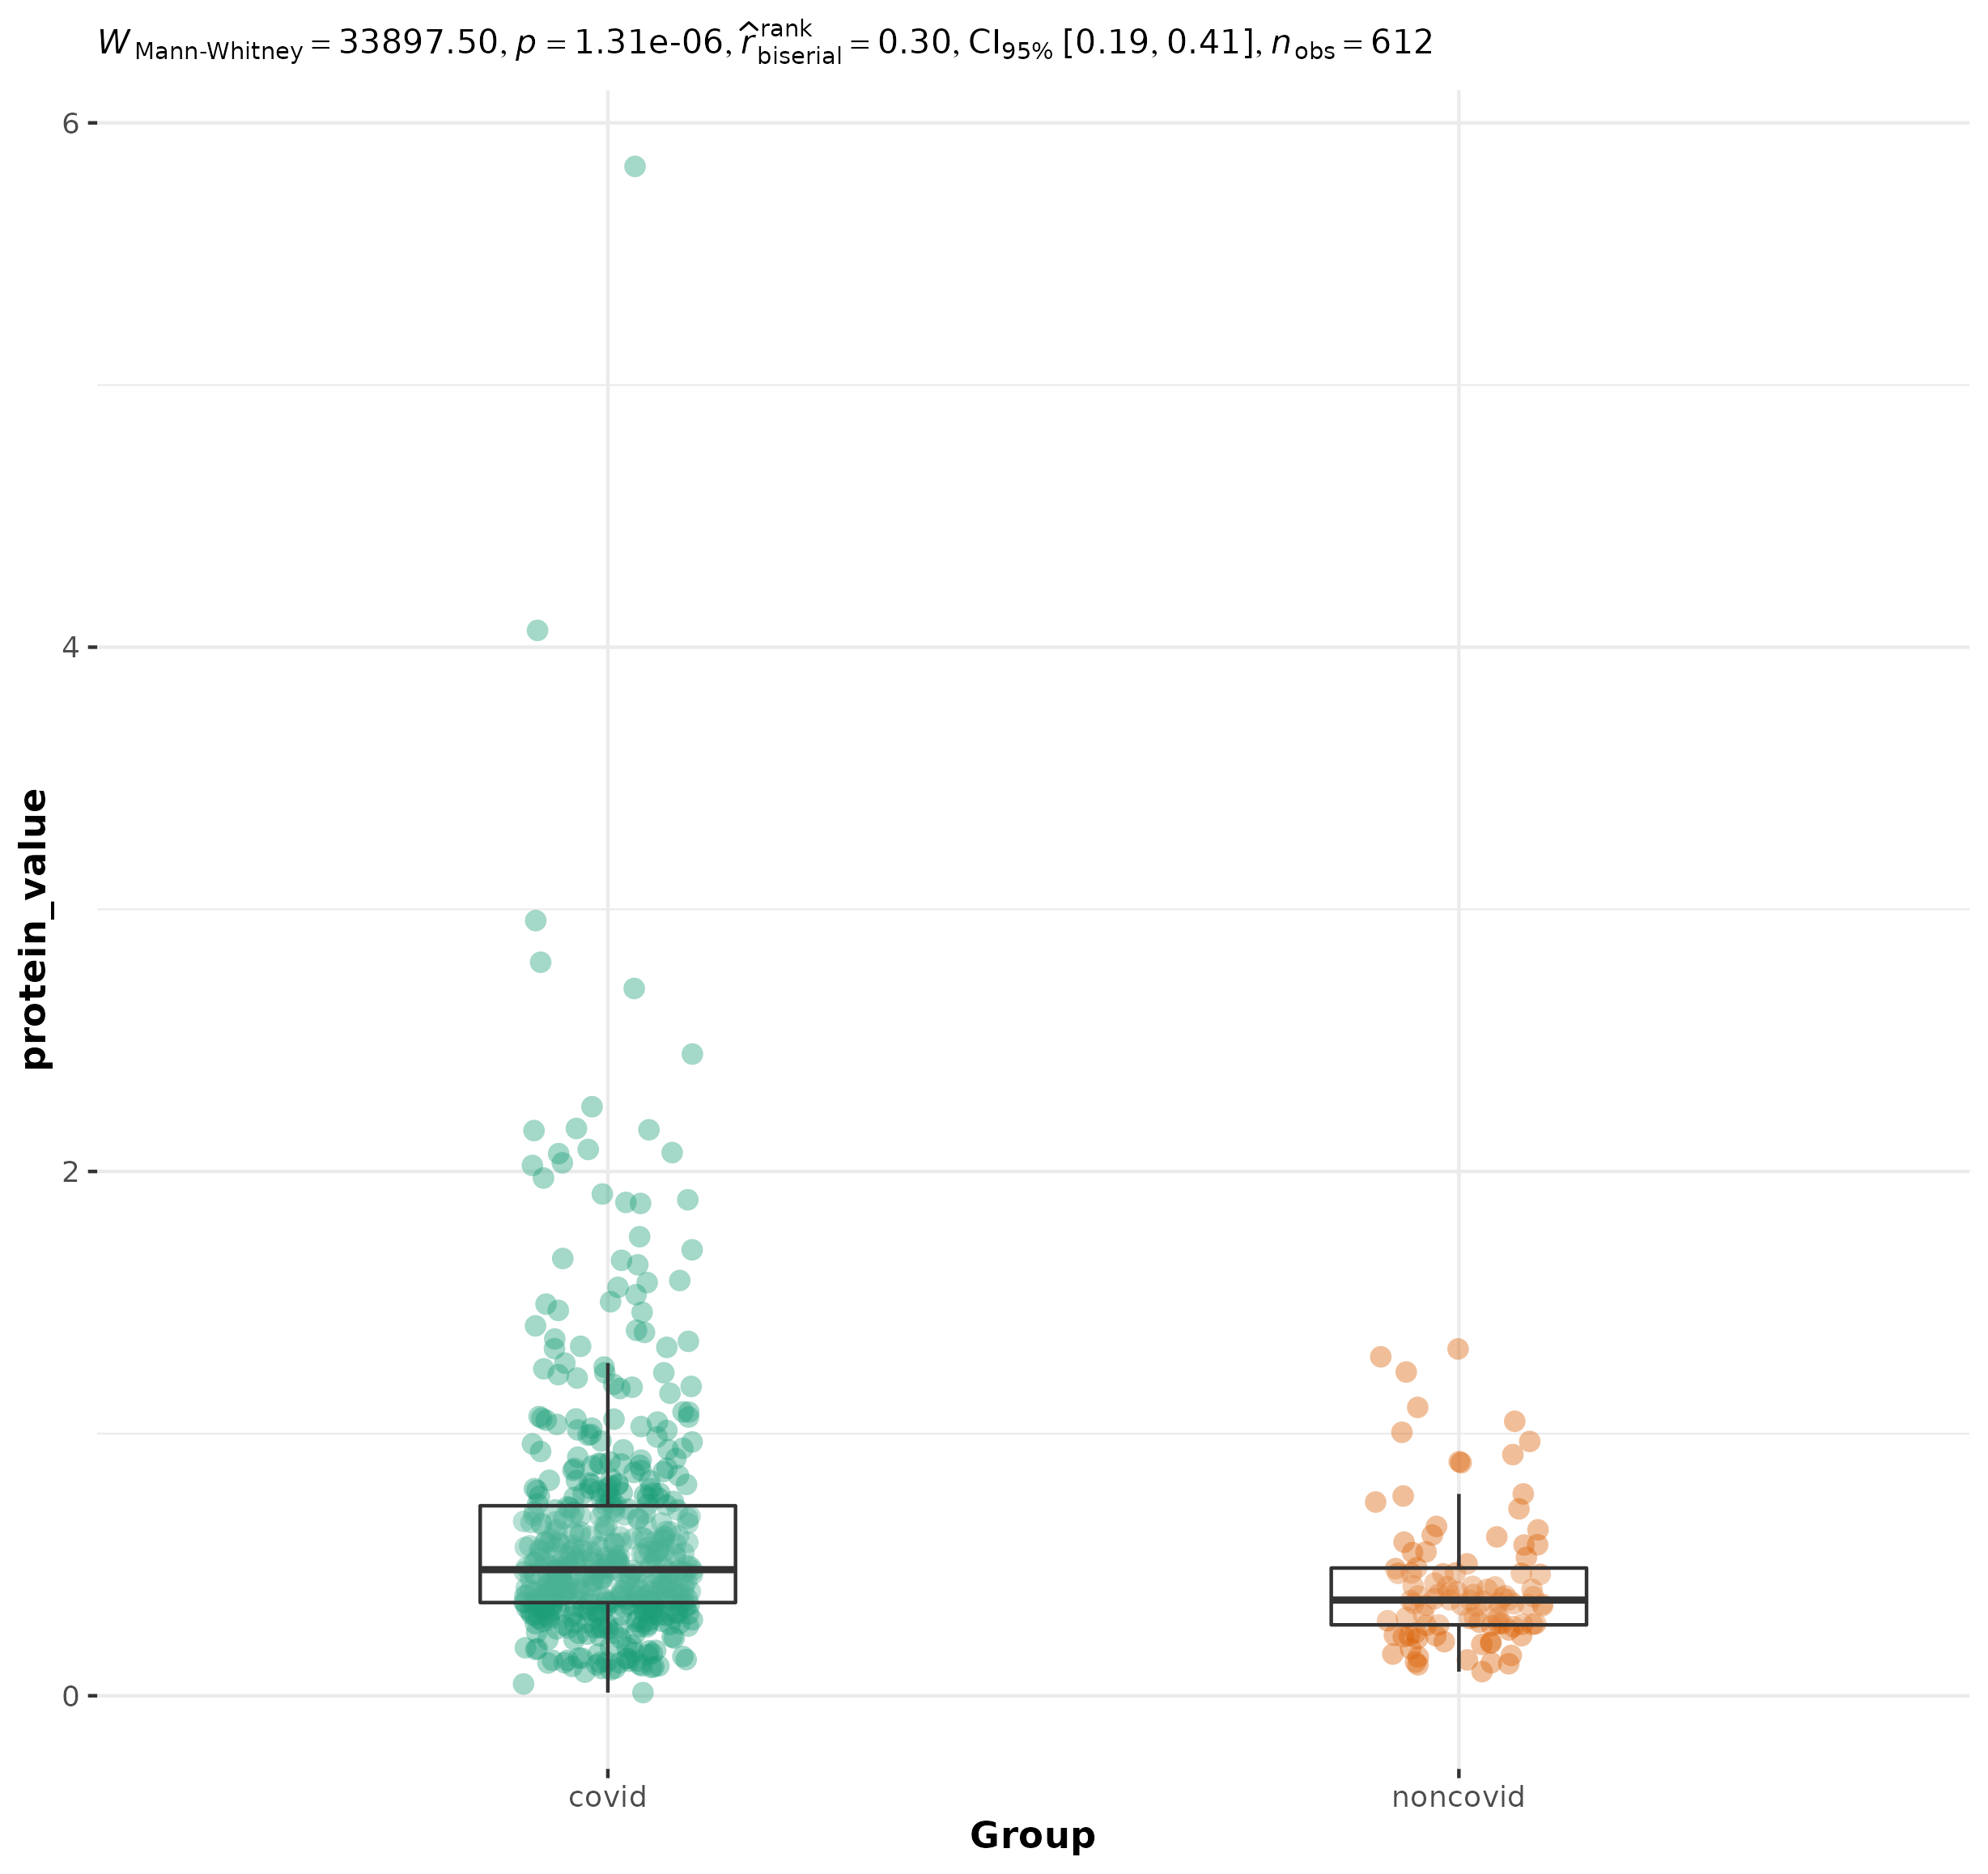 W Mann-Whitney = 33897.50, p = 1.31e-06, r̂ rank biserial = 0.30, CI95% [0.19, 0.41], n obs = 612
6
4
2
0
protein_value
covid
noncovid
Group